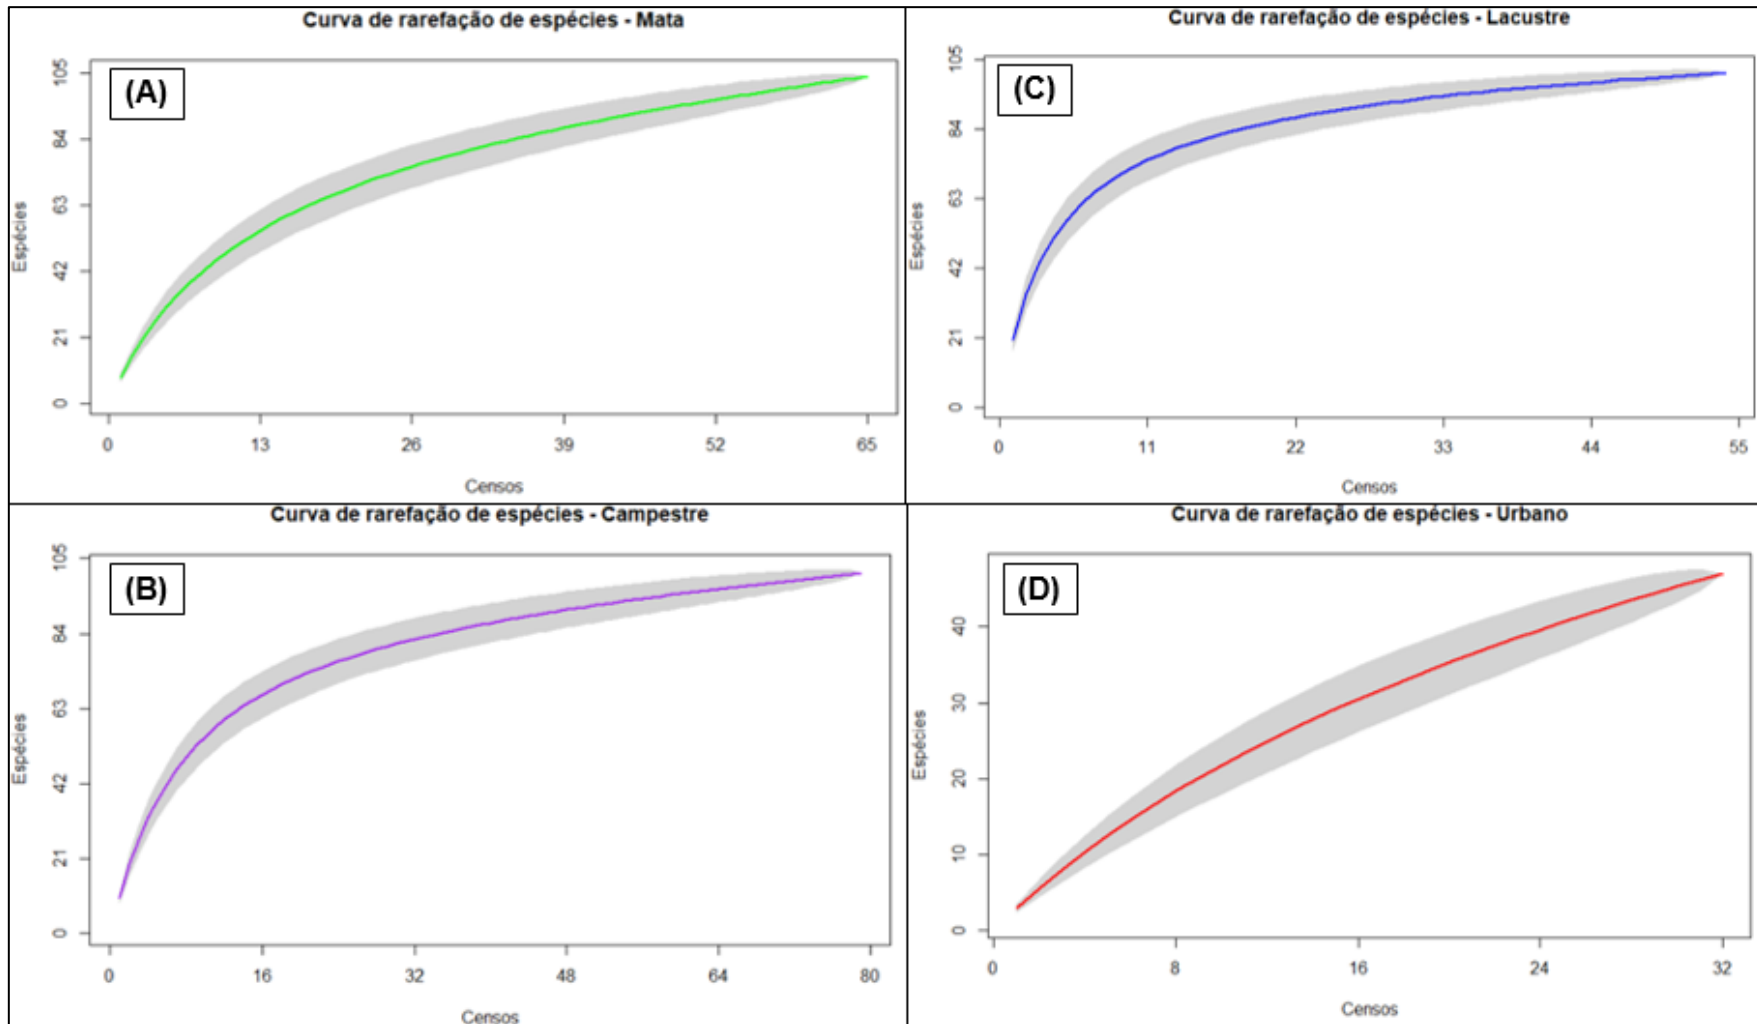 Curva de rarefação de espécies - Mata
(A)
Espécies
105
84
63
42
21
0
0 13 26 39 52 65
Censos
Curva de rarefação de espécies - Lacustre
(C)
Espécies
105
84
63
42
21
0
0 11 22 33 44 55
Censos
Curva de rarefação de espécies - Campestre
(B)
Espécies
105
84
63
42
21
0
0 16 32 48 64 80
Censos
Curva de rarefação de espécies - Urbano
(D)
Espécies
40
30
20
10
0
0 8 16 24 32
Censos